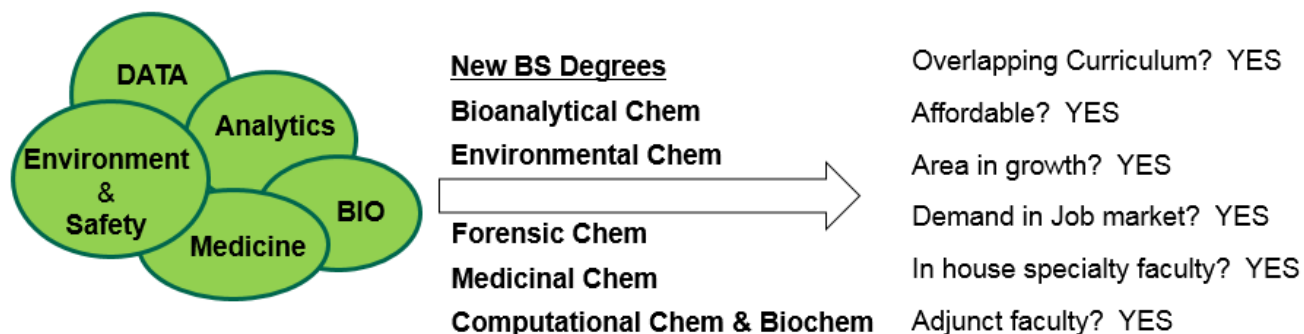 DATA
Analytics
Environment
&
Safety
BIO
Medicine
New BS Degrees
Bioanalytical Chem
Environmental Chem
Forensic Chem
Medicinal Chem
Computational Chem & Biochem
Overlapping Curriculum? YES
Affordable? YES
Area in growth? YES
Demand in Job market? YES
In house specialty faculty? YES
Adjunct faculty? YES